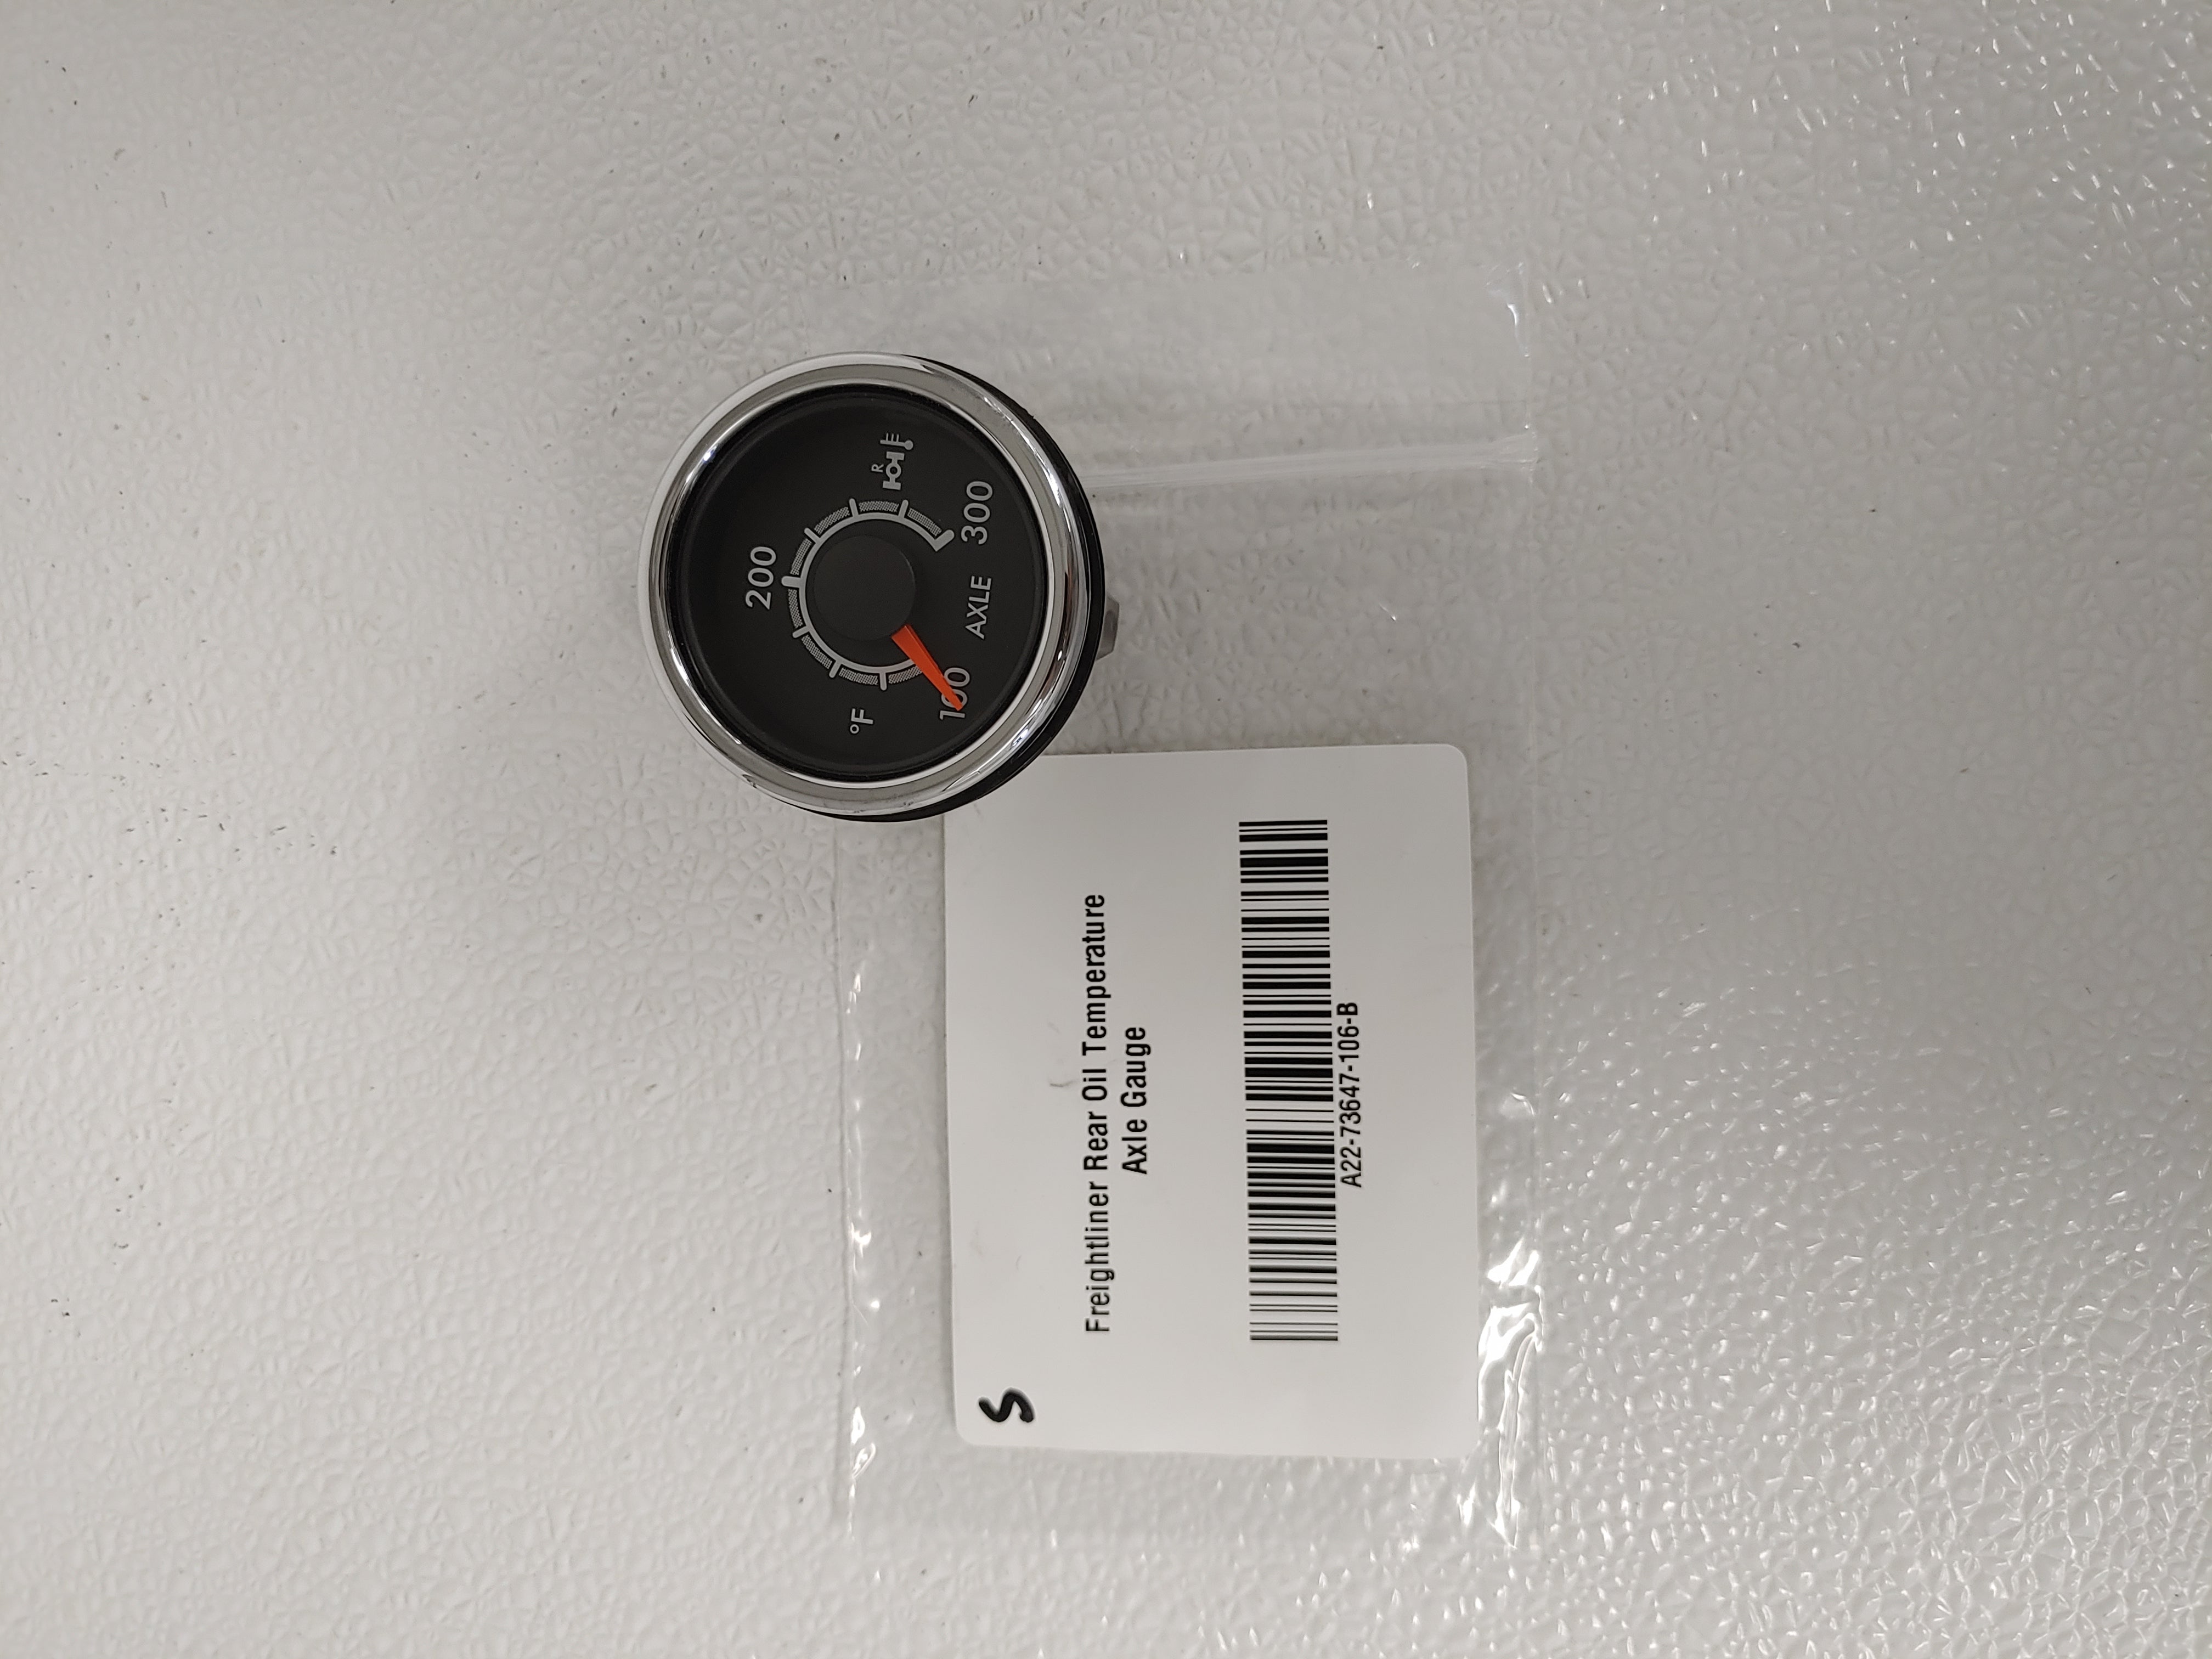 200
°F
R
100
300
AXLE
S
Freightliner Rear Oil Temperature
Axle Gauge
A22-73647-106-B